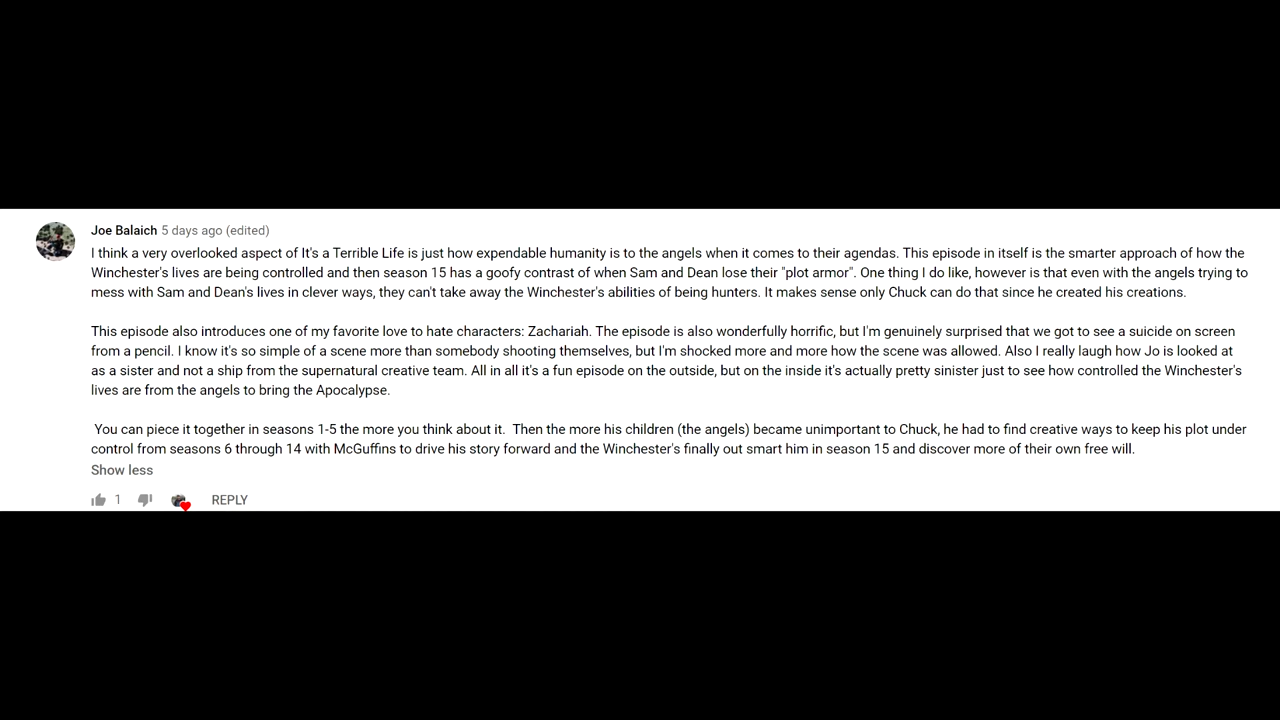 Joe Balaich 5 days ago (edited)
I think a very overlooked aspect of It's a Terrible Life is just how expendable humanity is to the angels when it comes to their agendas. This episode in itself is the smarter approach of how the
Winchester's lives are being controlled and then season 15 has a goofy contrast of when Sam and Dean lose their "plot armor". One thing I do like, however is that even with the angels trying to
mess with Sam and Dean's lives in clever ways, they can't take away the Winchester's abilities of being hunters. It makes sense only Chuck can do that since he created his creations.
This episode also introduces one of my favorite love to hate characters: Zachariah. The episode is also wonderfully horrific, but I'm genuinely surprised that we got to see a suicide on screen
from a pencil. I know it's so simple of a scene more than somebody shooting themselves, but I'm shocked more and more how the scene was allowed. Also I really laugh how Jo is looked at
as a sister and not a ship from the supernatural creative team. All in all it's a fun episode on the outside, but on the inside it's actually pretty sinister just to see how controlled the Winchester's
lives are from the angels to bring the Apocalypse.
You can piece it together in seasons 1-5 the more you think about it. Then the more his children (the angels) became unimportant to Chuck, he had to find creative ways to keep his plot under
control from seasons 6 through 14 with McGuffins to drive his story forward and the Winchester's finally out smart him in season 15 and discover more of their own free will.
Show less
1 REPLY